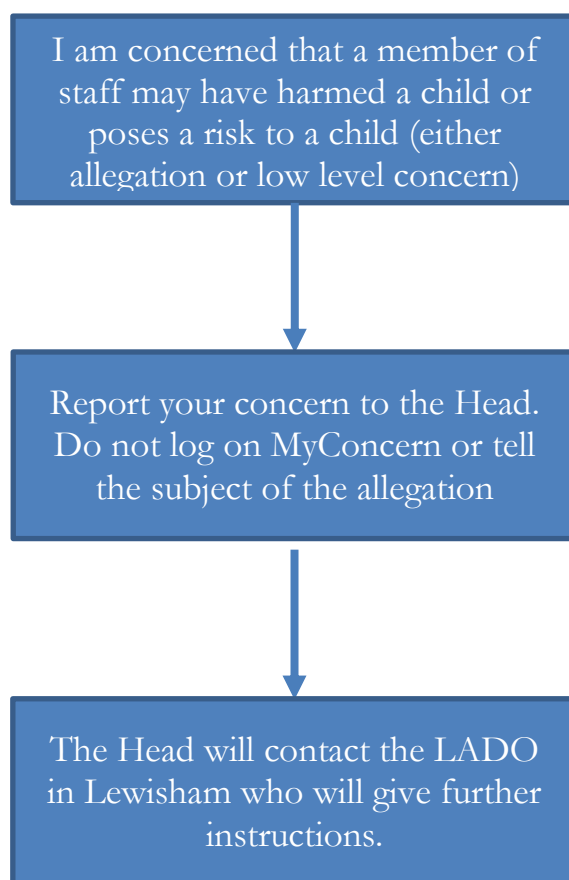 I am concerned that a member of
staff may have harmed a child or
poses a risk to a child (either
allegation or low level concern)
Report your concern to the Head.
Do not log on MyConcern or tell
the subject of the allegation
The Head will contact the LADO
in Lewisham who will give further
instructions.